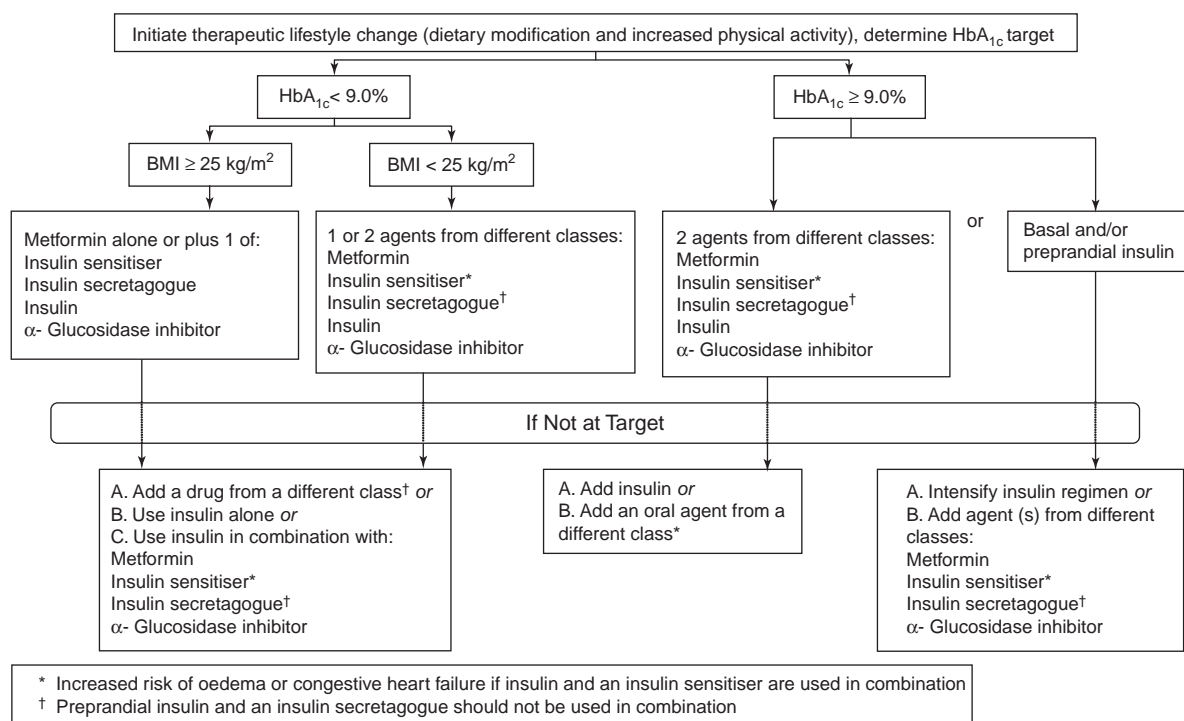 Initiate therapeutic lifestyle change (dietary modification and increased physical activity), determine HbA1c target
HbA1c < 9.0%
HbA1c ≥ 9.0%
BMI ≥ 25 kg/m2
BMI < 25 kg/m2
Metformin alone or plus 1 of:
Insulin sensitiser
Insulin secretagogue
Insulin
α- Glucosidase inhibitor
1 or 2 agents from different classes:
Metformin
Insulin sensitiser*
Insulin secretagogue†
Insulin
α- Glucosidase inhibitor
2 agents from different classes:
Metformin
Insulin sensitiser*
Insulin secretagogue†
Insulin
α- Glucosidase inhibitor
or
Basal and/or
preprandial insulin
If Not at Target
A. Add a drug from a different class† or
B. Use insulin alone or
C. Use insulin in combination with:
Metformin
Insulin sensitiser*
Insulin secretagogue†
α- Glucosidase inhibitor
A. Add insulin or
B. Add an oral agent from a
different class*
A. Intensify insulin regimen or
B. Add agent (s) from different
classes:
Metformin
Insulin sensitiser*
Insulin secretagogue†
α- Glucosidase inhibitor
* Increased risk of oedema or congestive heart failure if insulin and an insulin sensitiser are used in combination
† Preprandial insulin and an insulin secretagogue should not be used in combination